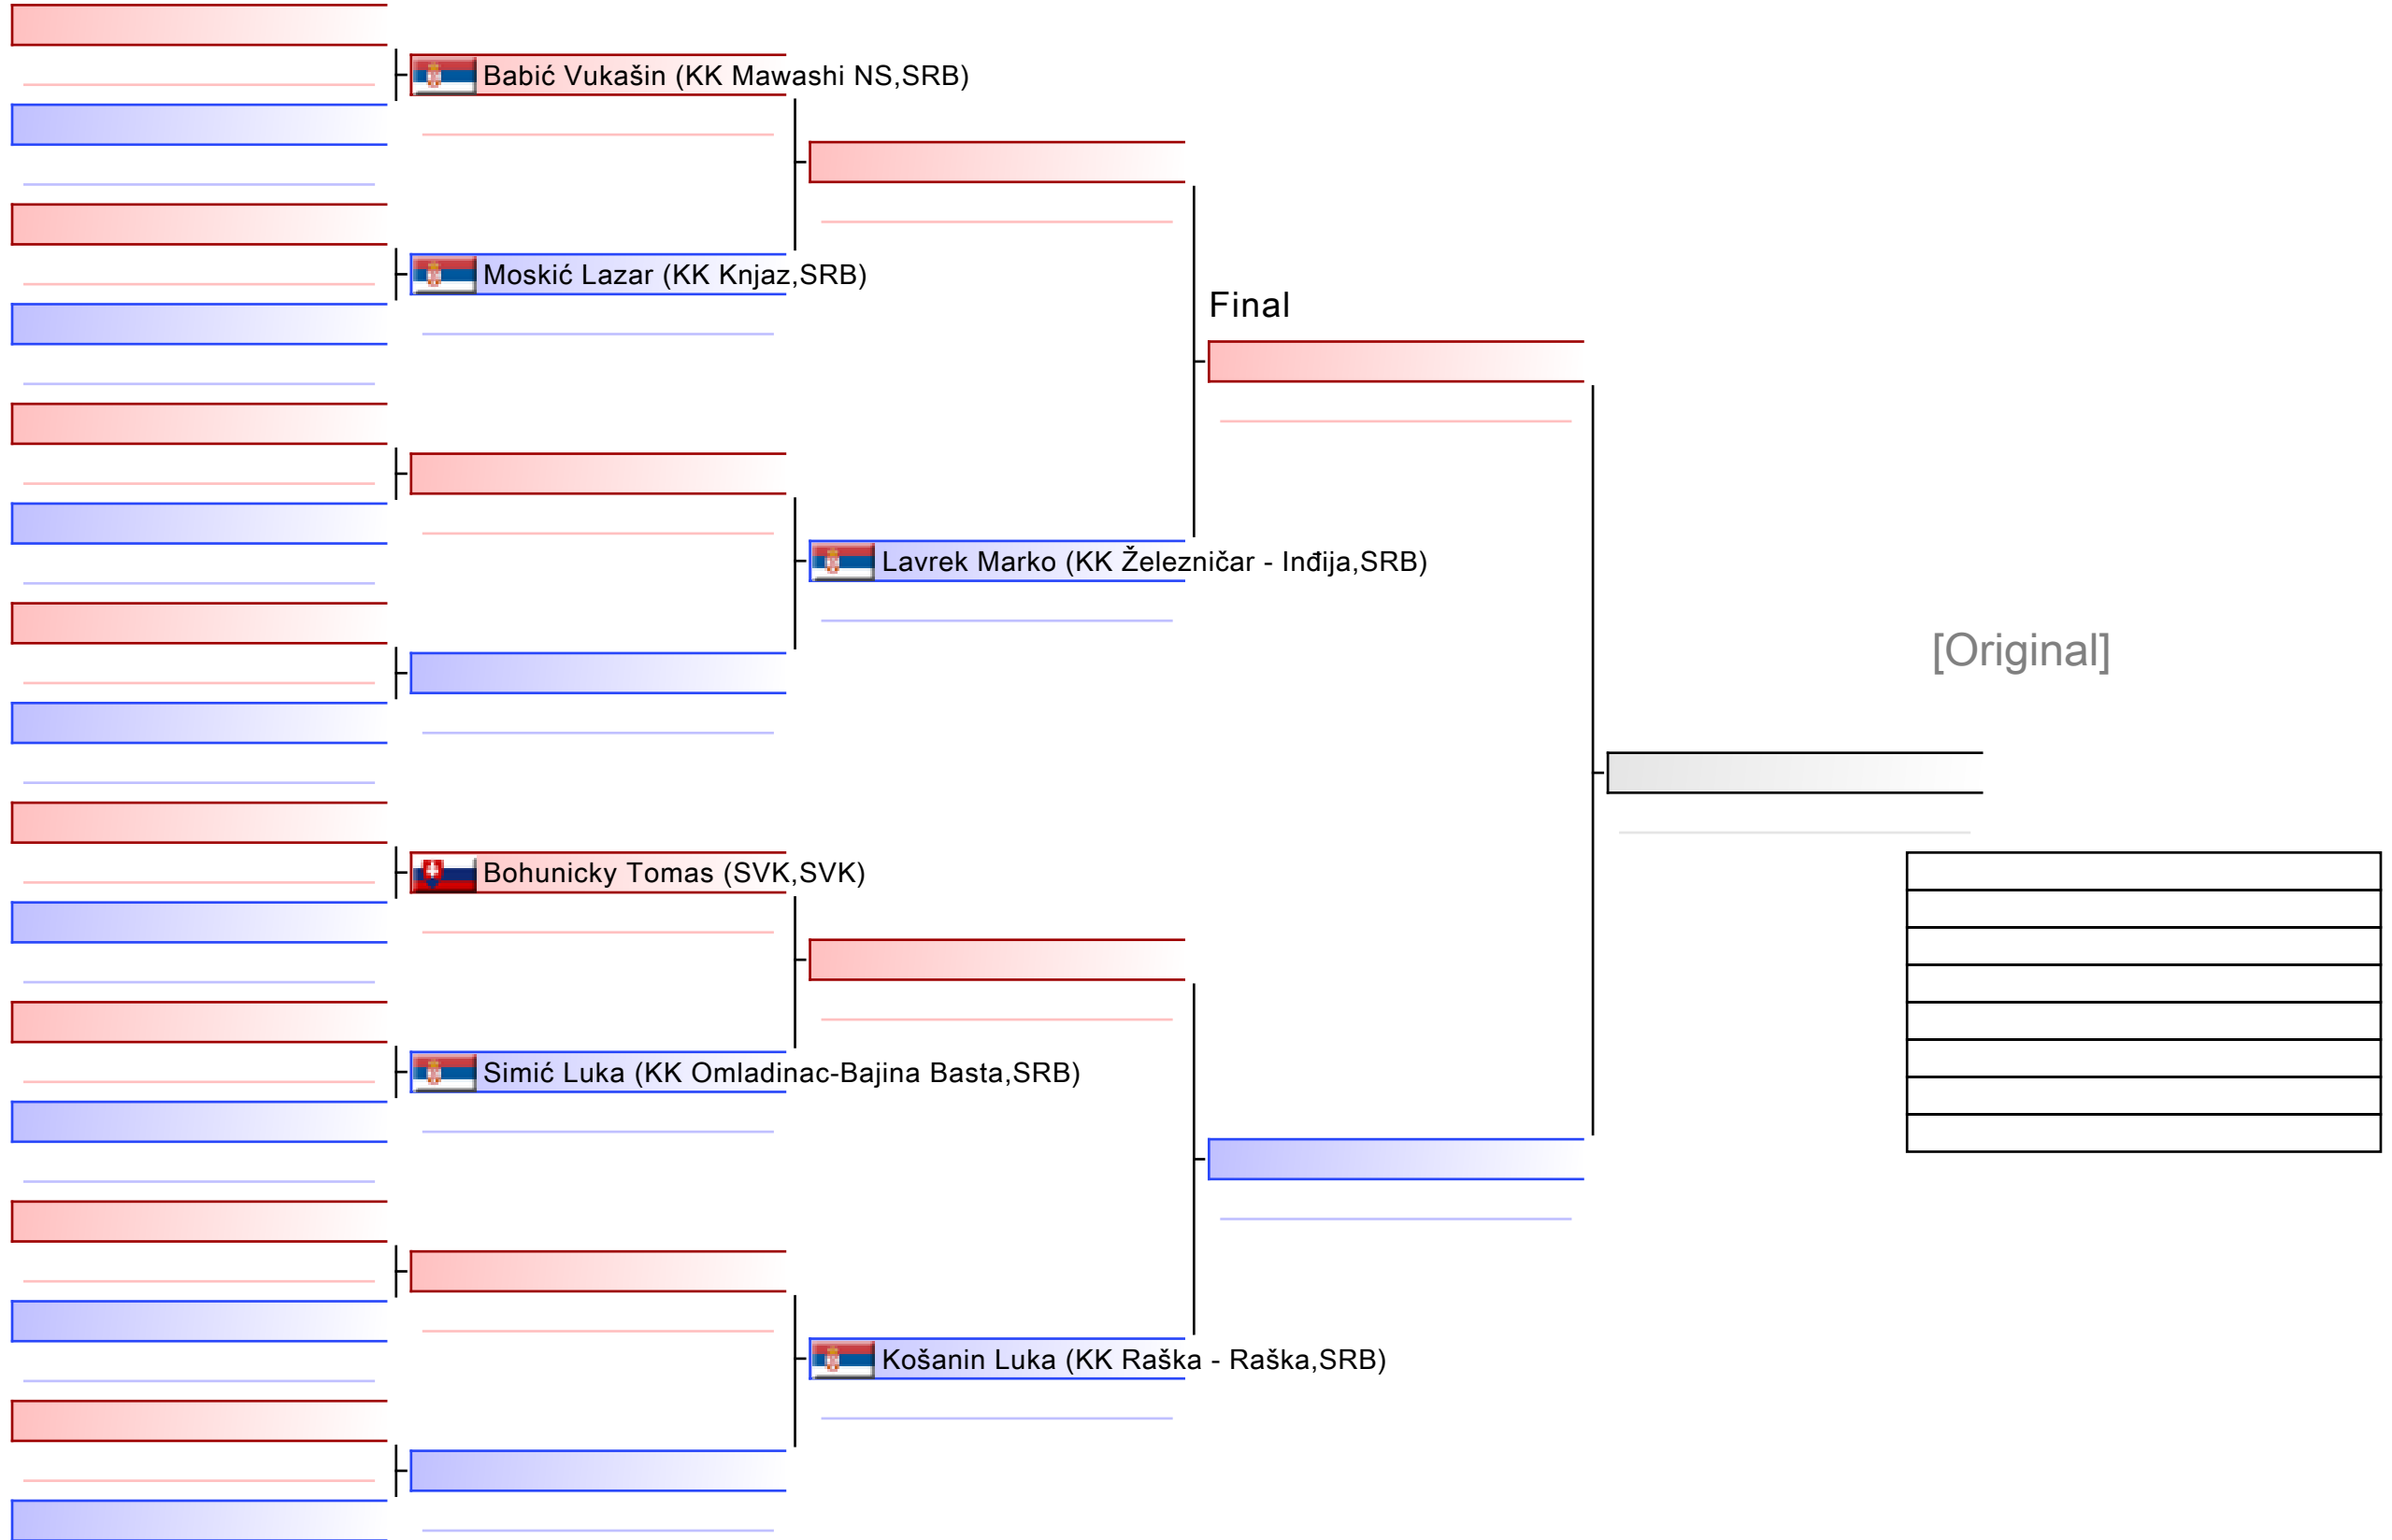 Babić Vukašin (KK Mawashi NS,SRB)
Moskić Lazar (KK Knjaz,SRB)
Final
Lavrek Marko (KK Železničar - Inđija,SRB)
[Original]
Bohunicky Tomas (SVK,SVK)
Simić Luka (KK Omladinac-Bajina Basta,SRB)
Košanin Luka (KK Raška - Raška,SRB)